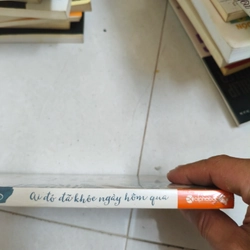 Ai đó đã khóc ngày hôm qua